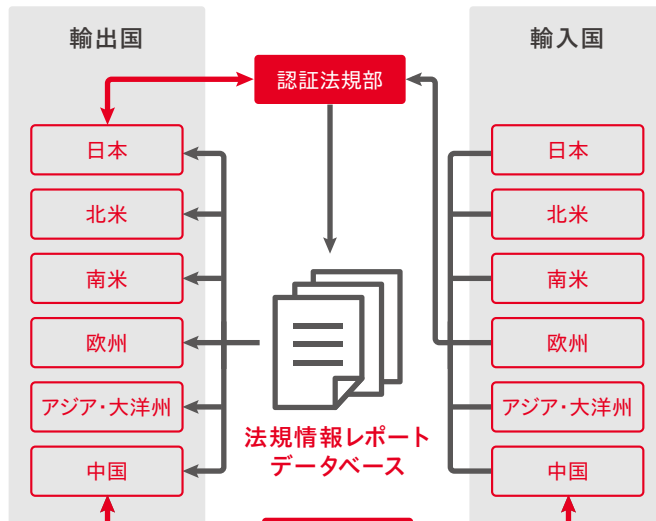 輸出国
日本
北米
南米
欧州
アジア・大洋州
中国
認証法規部
法規情報レポート
データベース
輸入国
日本
北米
南米
欧州
アジア・大洋州
中国